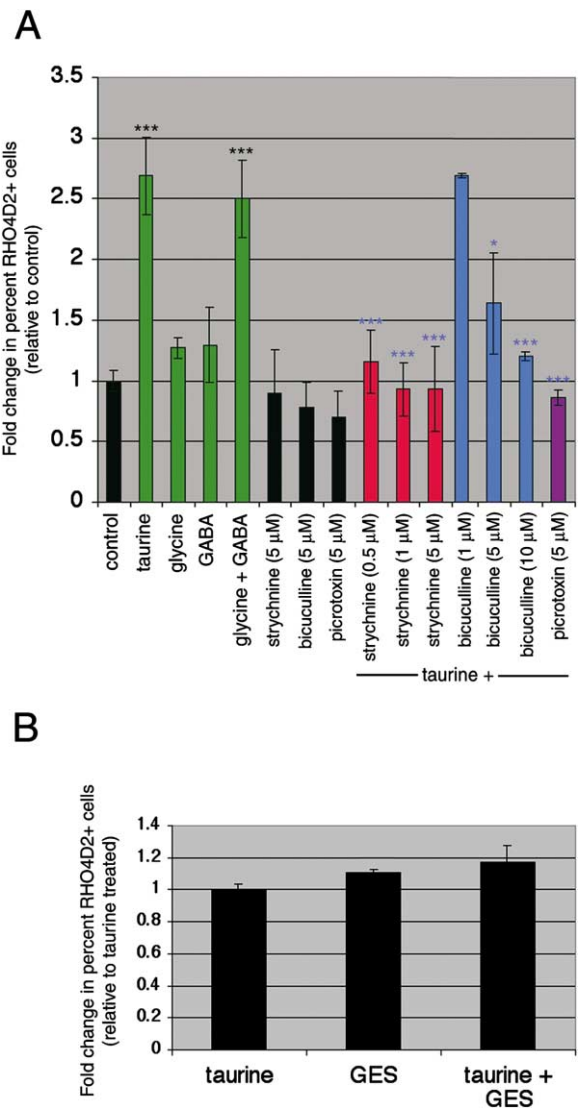 A
Fold change in percent RHO4D2+ cells
(relative to control)
3.5
3
2.5
2
1.5
1
0.5
0
***
***
***
***
***
*
***
***
control
taurine
glycine
GABA
glycine + GABA
strychnine (5 μM)
bicuculline (5 μM)
picrotoxin (5 μM)
strychnine (0.5 μM)
strychnine (1 μM)
strychnine (5 μM)
bicuculline (1 μM)
bicuculline (5 μM)
bicuculline (10 μM)
picrotoxin (5 μM)
taurine +
B
Fold change in percent RHO4D2+ cells
(relative to taurine treated)
1.4
1.2
1
0.8
0.6
0.4
0.2
0
taurine
GES
taurine +
GES